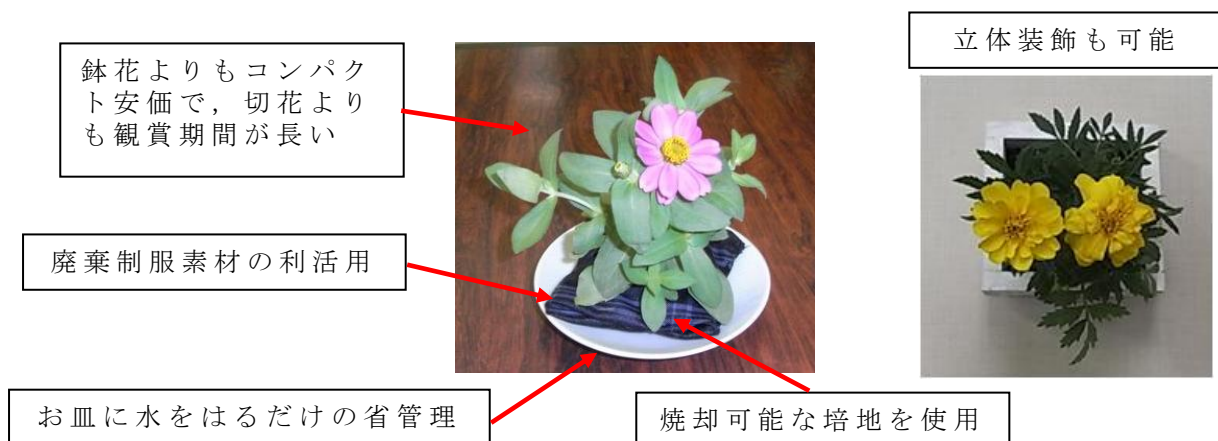 立体装飾も可能
鉢花よりもコンパク
ト安価で，切花より
も観賞期間が長い
廃棄制服素材の利活用
お皿に水をはるだけの省管理
焼却可能な培地を使用